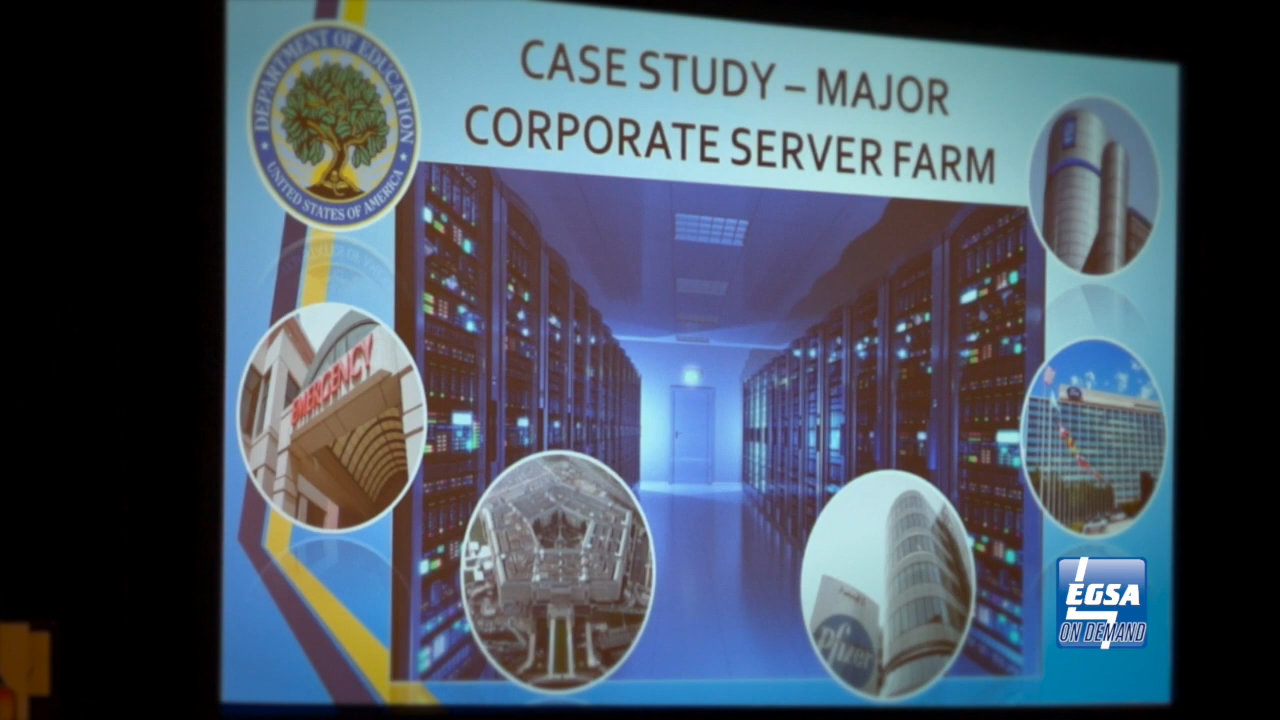 CASE STUDY – MAJOR
CORPORATE SERVER FARM
DEPARTMENT OF EDUCATION
UNITED STATES OF AMERICA
EMERGENCY
Pfizer
EGSA
ON DEMAND